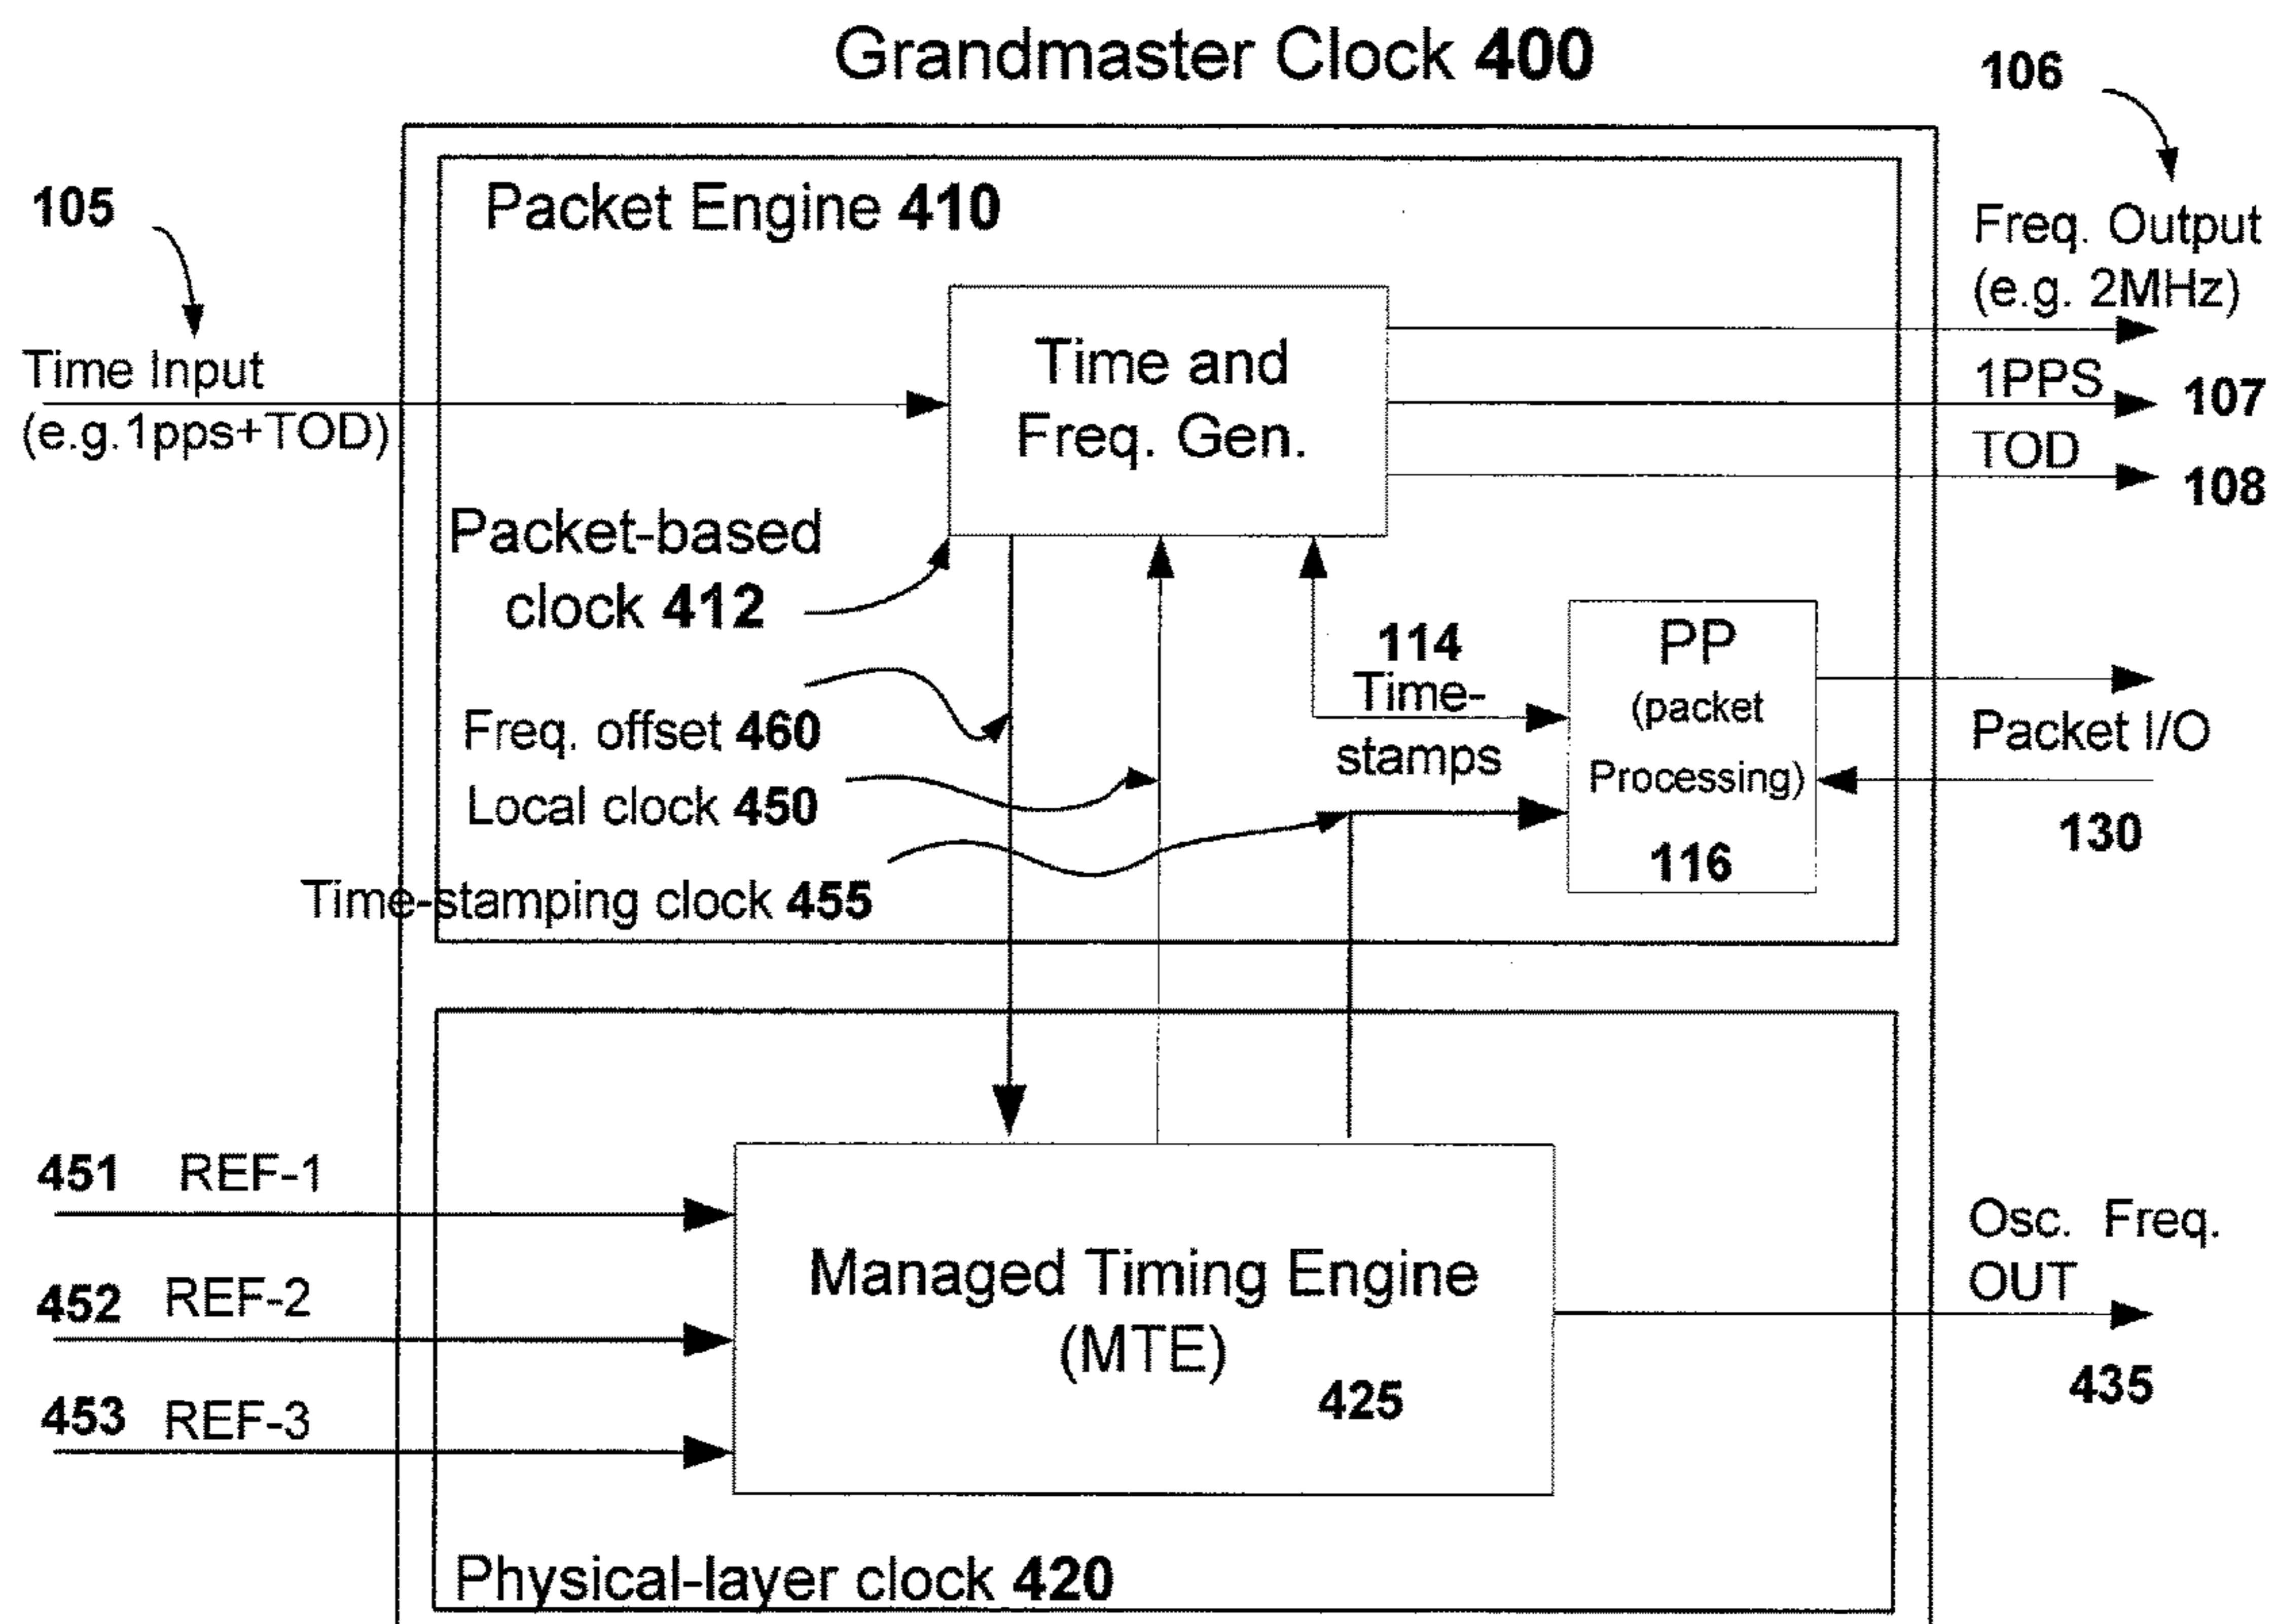 Grandmaster Clock 400
106
105
Packet Engine 410
Freq. Output
(e.g. 2MHz)
Time Input
(e.g.1pps+TOD)
Time and
Freq. Gen.
1PPS
107
TOD
108
Packet-based
clock 412
114
Time-
stamps
PP
(packet
Processing)
116
Packet I/O
130
Freq. offset 460
Local clock 450
Time-stamping clock 455
451 REF-1
452 REF-2
453 REF-3
Managed Timing Engine
(MTE)
425
Osc. Freq.
OUT
435
Physical-layer clock 420